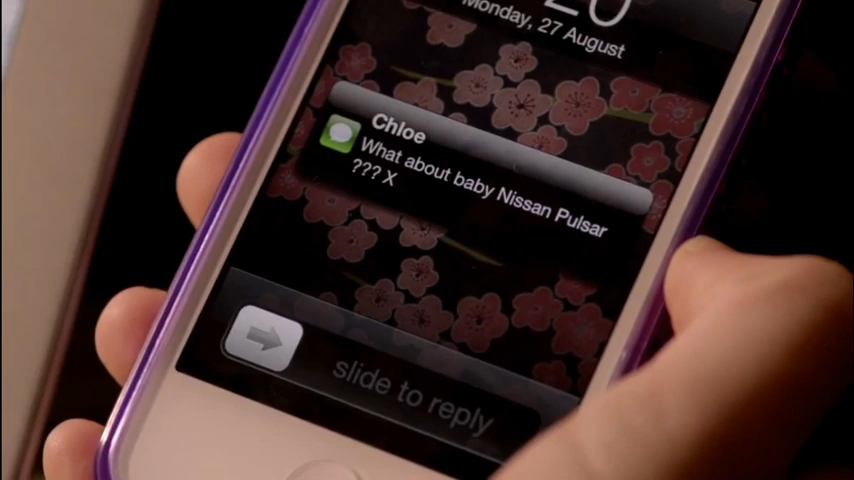 Monday, 27 August
Chloe
What about baby Nissan Pulsar
??? X
slide to reply